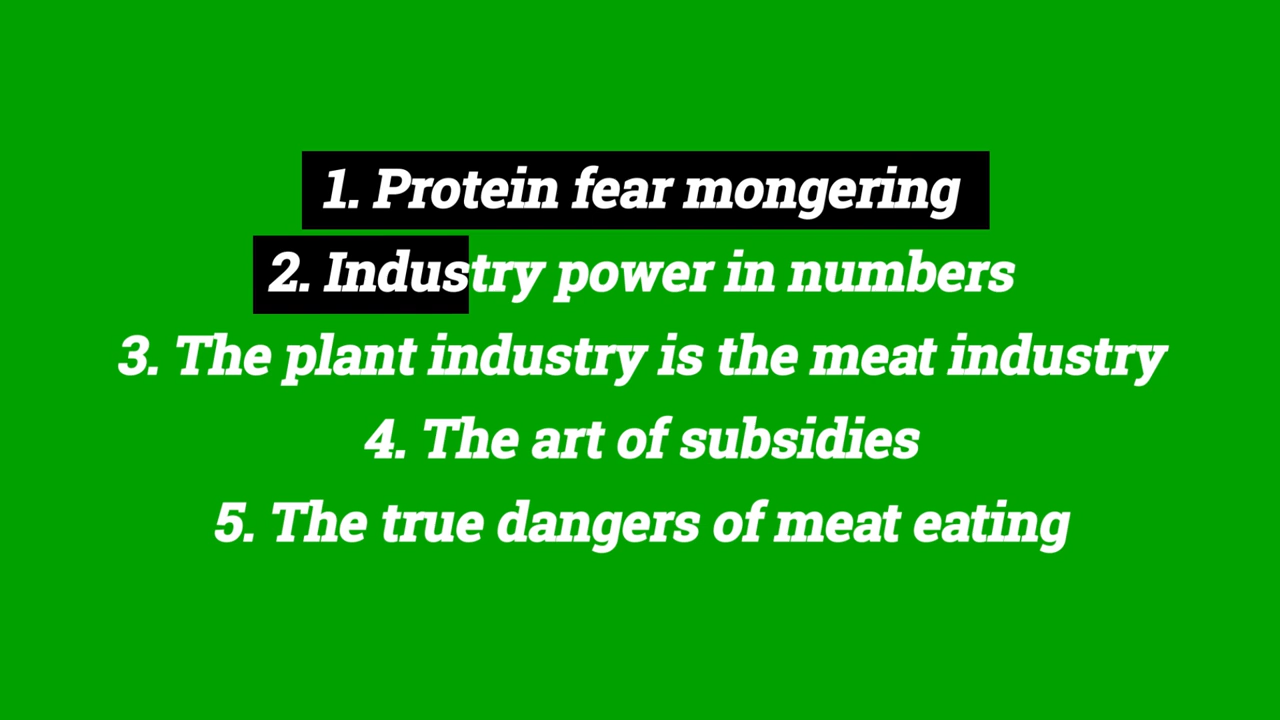 1. Protein fear mongering
2. Industry power in numbers
3. The plant industry is the meat industry
4. The art of subsidies
5. The true dangers of meat eating